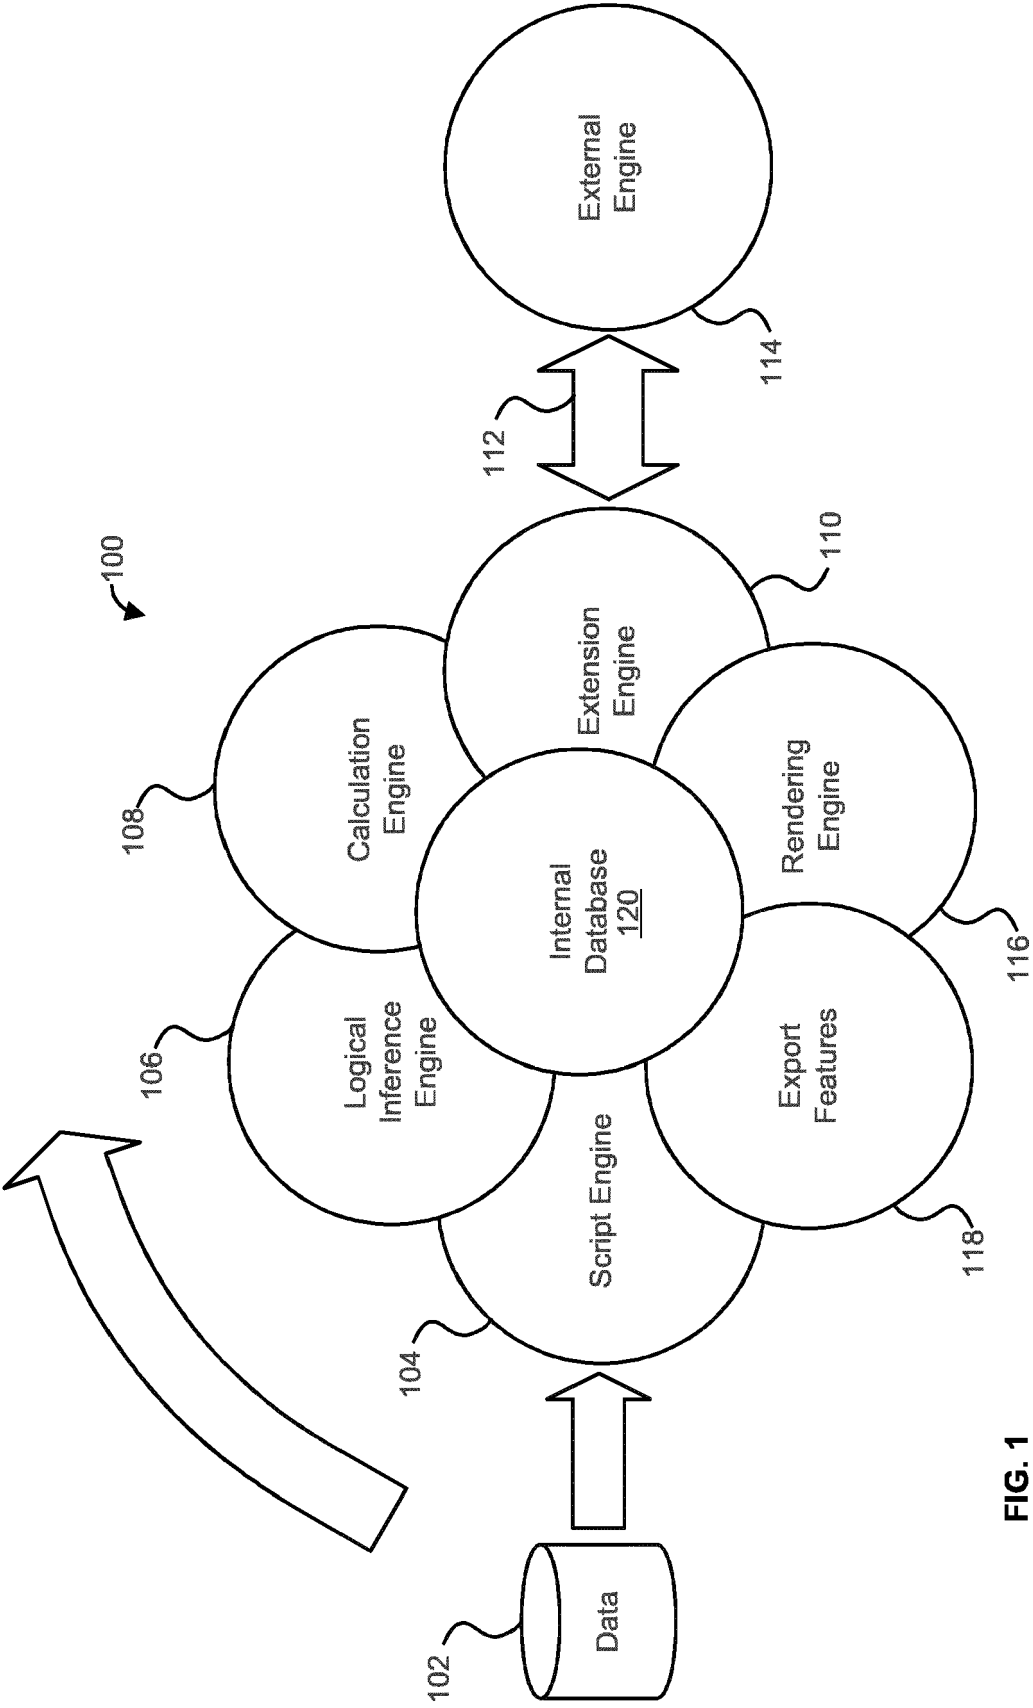 100
108
Calculation
Engine
106
Logical
Inference
Engine
112
External
Engine
114
Extension
Engine
110
Internal
Database
120
104
Script Engine
102
Data
Rendering
Engine
116
Export
Features
118
FIG. 1